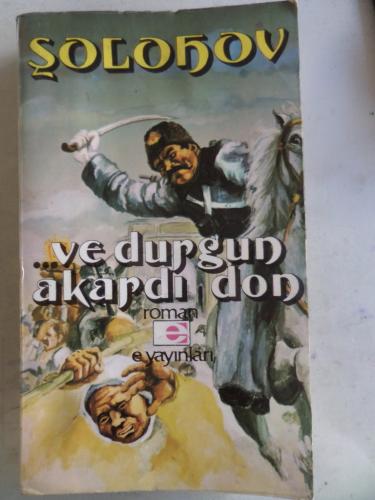 ŞOLOHOV
...ve durgun
akardı don
roman
e
e yayınları